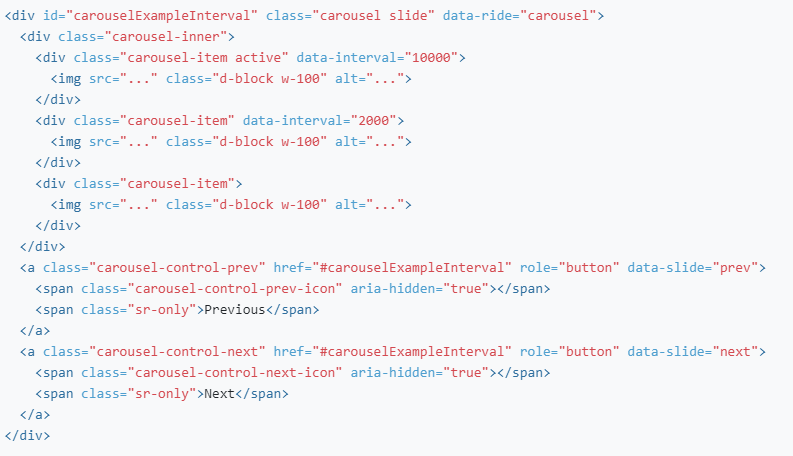 <div id="carouselExampleInterval" class="carousel slide" data-ride="carousel">
  <div class="carousel-inner">
    <div class="carousel-item active" data-interval="10000">
      <img src="..." class="d-block w-100" alt="...">
    </div>
    <div class="carousel-item" data-interval="2000">
      <img src="..." class="d-block w-100" alt="...">
    </div>
    <div class="carousel-item">
      <img src="..." class="d-block w-100" alt="...">
    </div>
  </div>
  <a class="carousel-control-prev" href="#carouselExampleInterval" role="button" data-slide="prev">
    <span class="carousel-control-prev-icon" aria-hidden="true"></span>
    <span class="sr-only">Previous</span>
  </a>
  <a class="carousel-control-next" href="#carouselExampleInterval" role="button" data-slide="next">
    <span class="carousel-control-next-icon" aria-hidden="true"></span>
    <span class="sr-only">Next</span>
  </a>
</div>